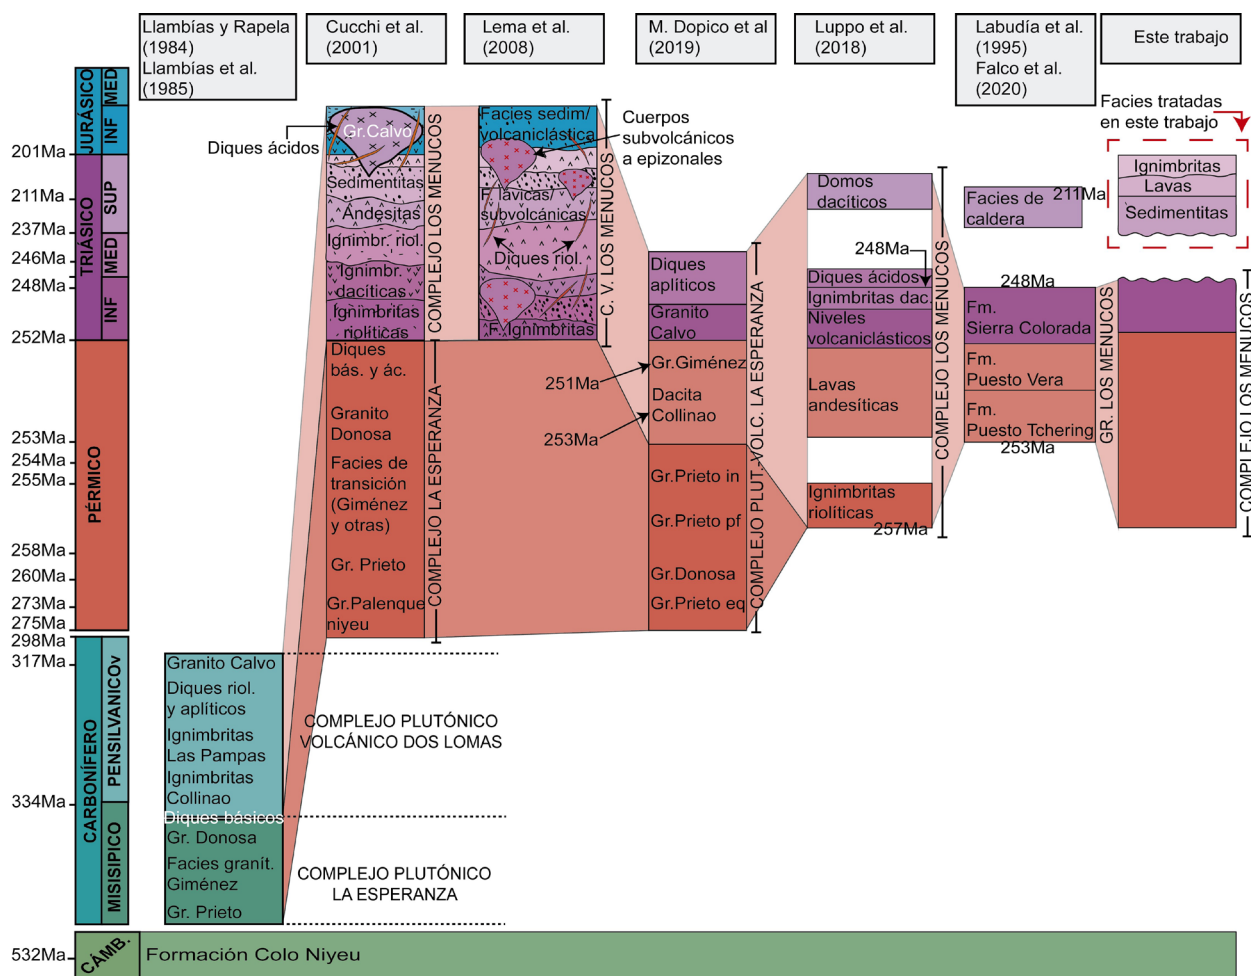 Llambías y Rapela
(1984)
Llambías et al.
(1985)
Cucchi et al.
(2001)
Lema et al.
(2008)
M. Dopico et al
(2019)
Luppo et al.
(2018)
Labudía et al.
(1995)
Falco et al.
(2020)
Este trabajo
JURÁSICO
MED
INF
TRIÁSICO
SUP
MED
INF
PÉRMICO
CARBONÍFERO
PENSILVANICOv
MISISIPICO
CÁMB.
201Ma
211Ma
237Ma
246Ma
248Ma
252Ma
253Ma
254Ma
255Ma
258Ma
260Ma
273Ma
275Ma
298Ma
317Ma
334Ma
532Ma
Granito Calvo
Diques riol.
y aplíticos
Ignimbritas
Las Pampas
Ignimbritas
Collinao
Diques básicos
Gr. Donosa
Facies granít.
Giménez
Gr. Prieto
COMPLEJO PLUTÓNICO
VOLCÁNICO DOS LOMAS
COMPLEJO PLUTÓNICO
LA ESPERANZA
Formación Colo Niyeu
Diques ácidos
Gr.Calvo
Sedimentitas
Andesitas
Ignimbr. riol.
Ignimbr.
dacíticas
Ignimbritas
riolíticas
Diques
bás. y ác.
Granito
Donosa
Facies de
transición
(Giménez
y otras)
Gr. Prieto
Gr.Palenque
niyeu
COMPLEJO LOS MENUCOS
COMPLEJO LA ESPERANZA
Facies sedim/
volcaniclástica
F. lávicas/
subvolcánicas
Diques riol.
F. Ignimbritas
Cuerpos
subvolcánicos
a epizonales
C. V. LOS MENUCOS
Diques
aplíticos
Granito
Calvo
Gr.Giménez
Dacita
Collinao
251Ma
253Ma
Gr.Prieto in
Gr.Prieto pf
Gr.Donosa
Gr.Prieto eq
COMPLEJO PLUT.-VOLC. LA ESPERANZA
Domos
dacíticos
248Ma
Diques ácidos
Ignimbritas dac.
Niveles
volcaniclásticos
Lavas
andesíticas
Ignimbritas
riolíticas
257Ma
COMPLEJO LOS MENUCOS
Facies de
caldera
211Ma
248Ma
Fm.
Sierra Colorada
Fm.
Puesto Vera
Fm.
Puesto Tchering
253Ma
GR. LOS MENUCOS
Facies tratadas
en este trabajo
Ignimbritas
Lavas
Sedimentitas
COMPLEJO LOS MENUCOS